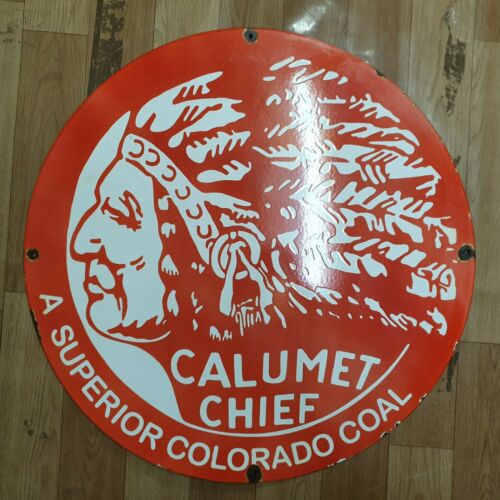 CALUMET
CHIEF
A SUPERIOR COLORADO COAL